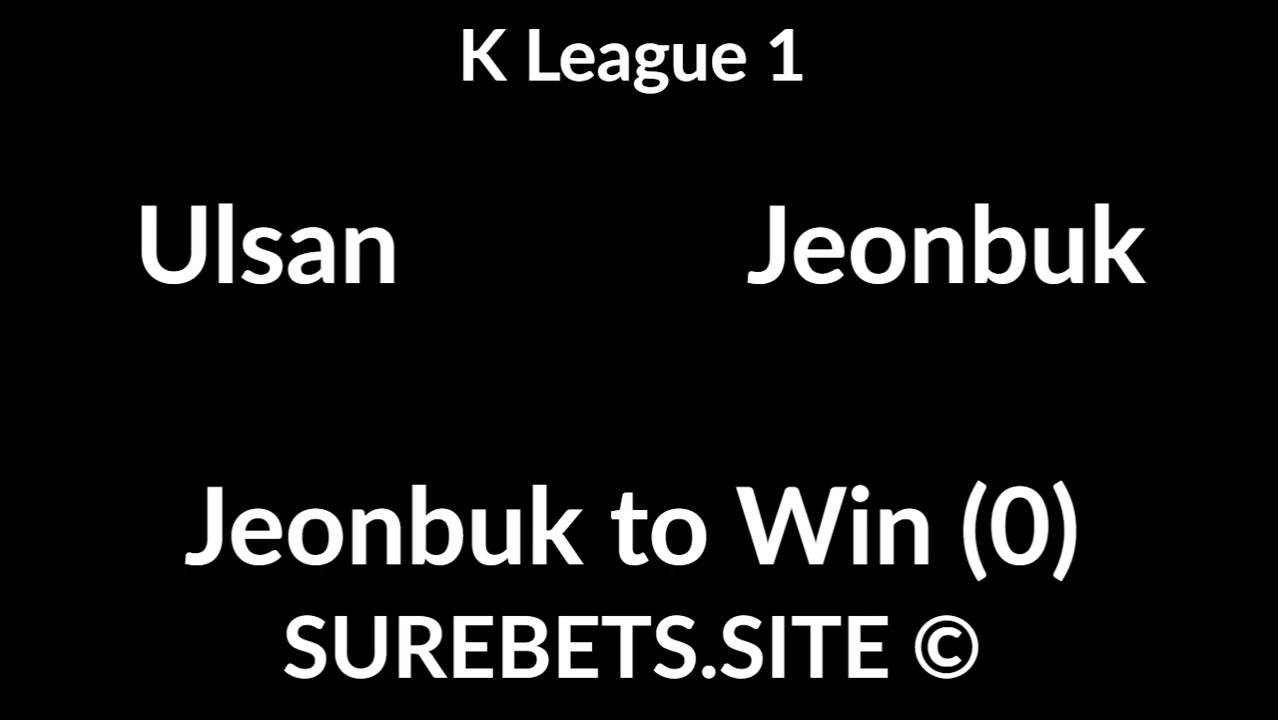 K League 1
Ulsan Jeonbuk
Jeonbuk to Win (0)
SUREBETS.SITE ©